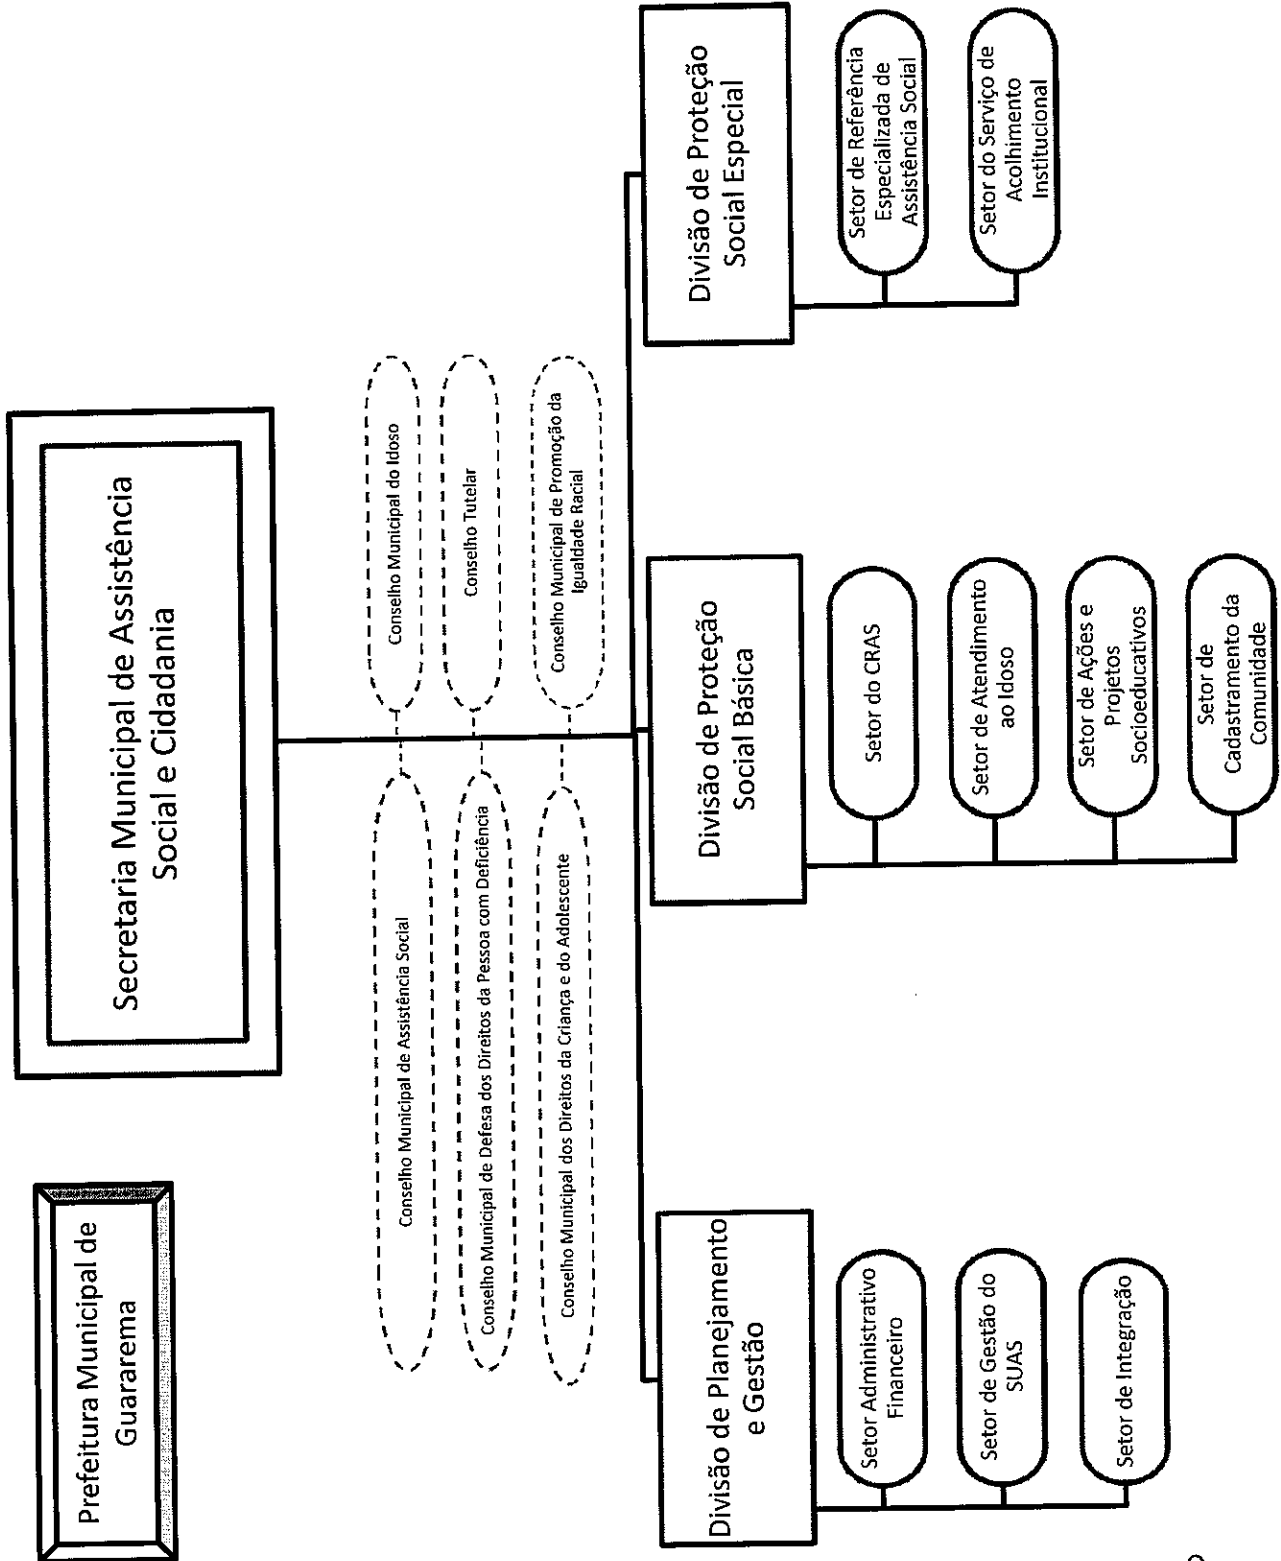 Prefeitura Municipal de
Guararema
Secretaria Municipal de Assistência
Social e Cidadania
Conselho Municipal de Assistência Social
Conselho Municipal do Idoso
Conselho Municipal de Defesa dos Direitos da Pessoa com Deficiência
Conselho Tutelar
Conselho Municipal dos Direitos da Criança e do Adolescente
Conselho Municipal de Promoção da
Igualdade Racial
Divisão de Planejamento
e Gestão
Setor Administrativo
Financeiro
Setor de Gestão do
SUAS
Setor de Integração
Divisão de Proteção
Social Básica
Setor do CRAS
Setor de Atendimento
ao Idoso
Setor de Ações e
Projetos
Socioeducativos
Setor de
Cadastramento da
Comunidade
Divisão de Proteção
Social Especial
Setor de Referência
Especializada de
Assistência Social
Setor do Serviço de
Acolhimento
Institucional